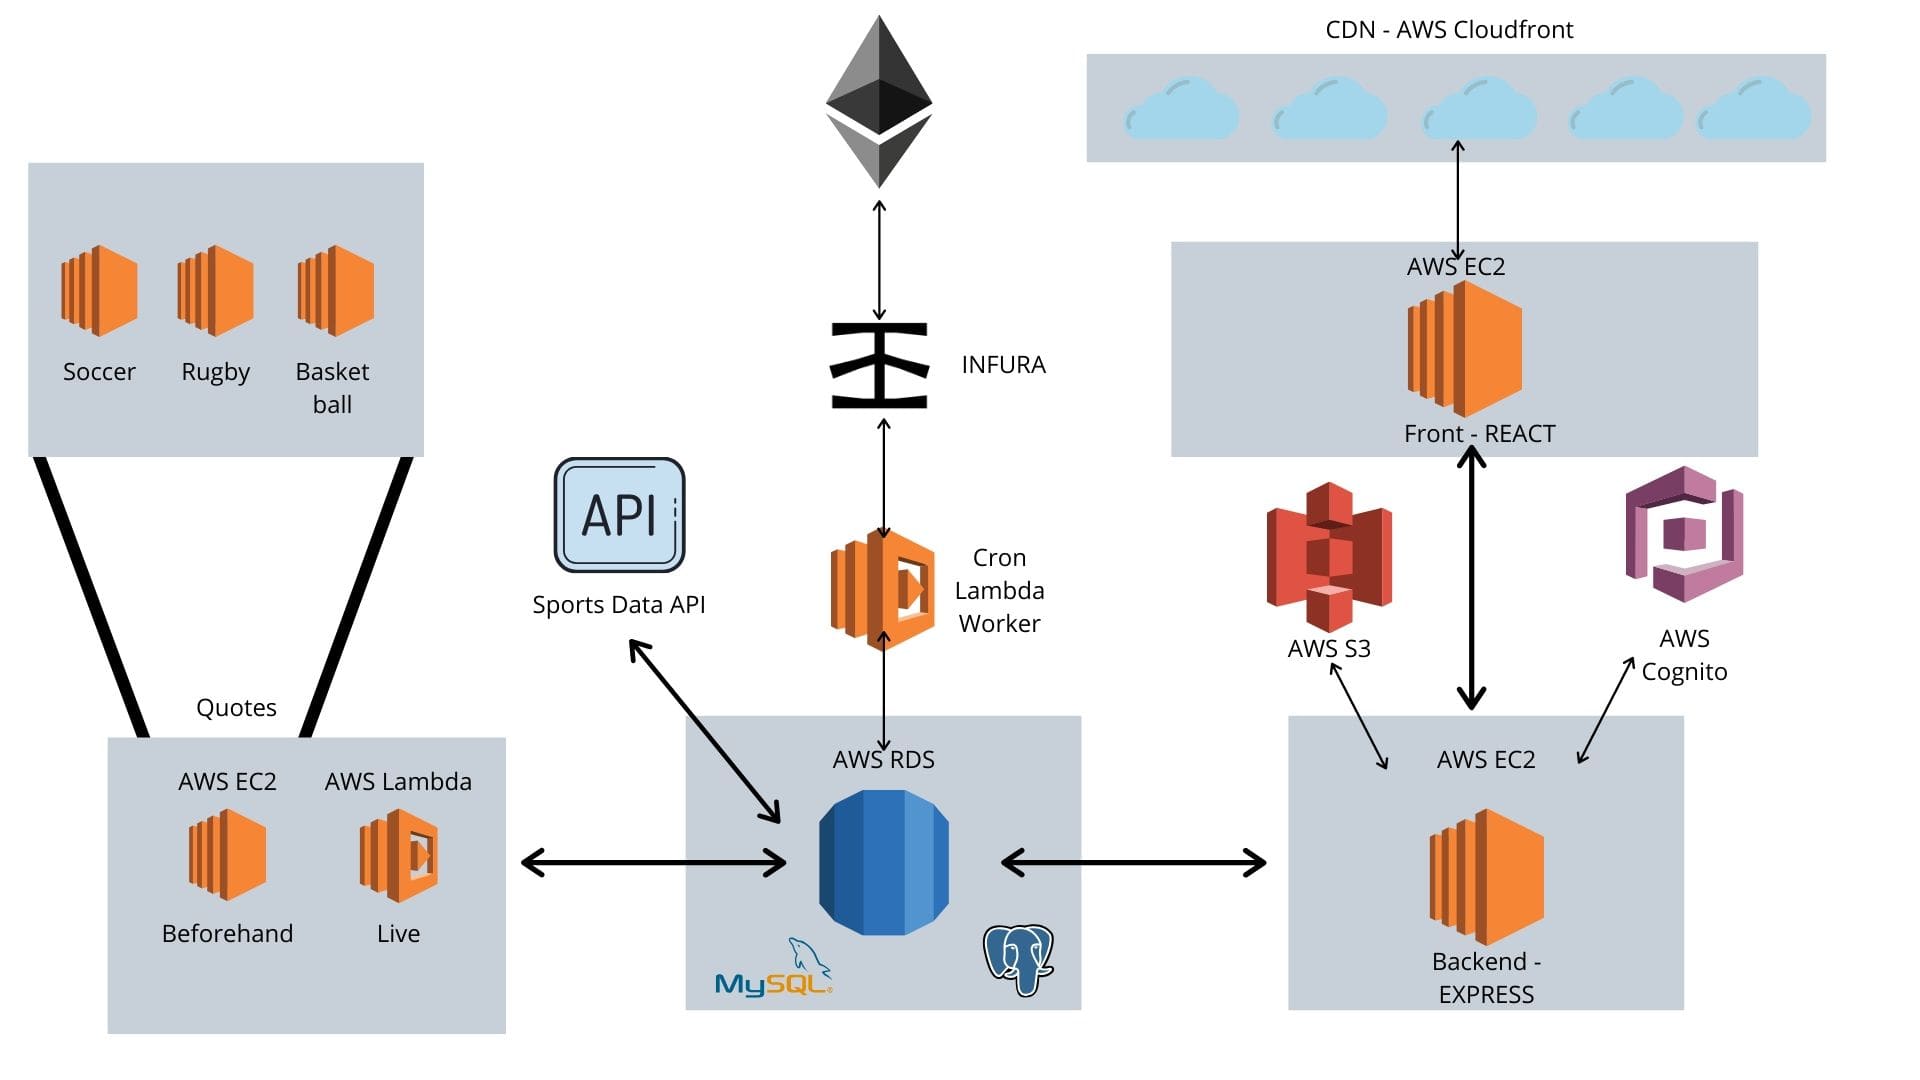 CDN - AWS Cloudfront
AWS EC2
Front - REACT
Soccer
Rugby
Basket
ball
INFURA
API
Sports Data API
Cron
Lambda
Worker
AWS S3
AWS
Cognito
Quotes
AWS EC2
AWS Lambda
Beforehand
Live
AWS RDS
MySQL®
AWS EC2
Backend -
EXPRESS